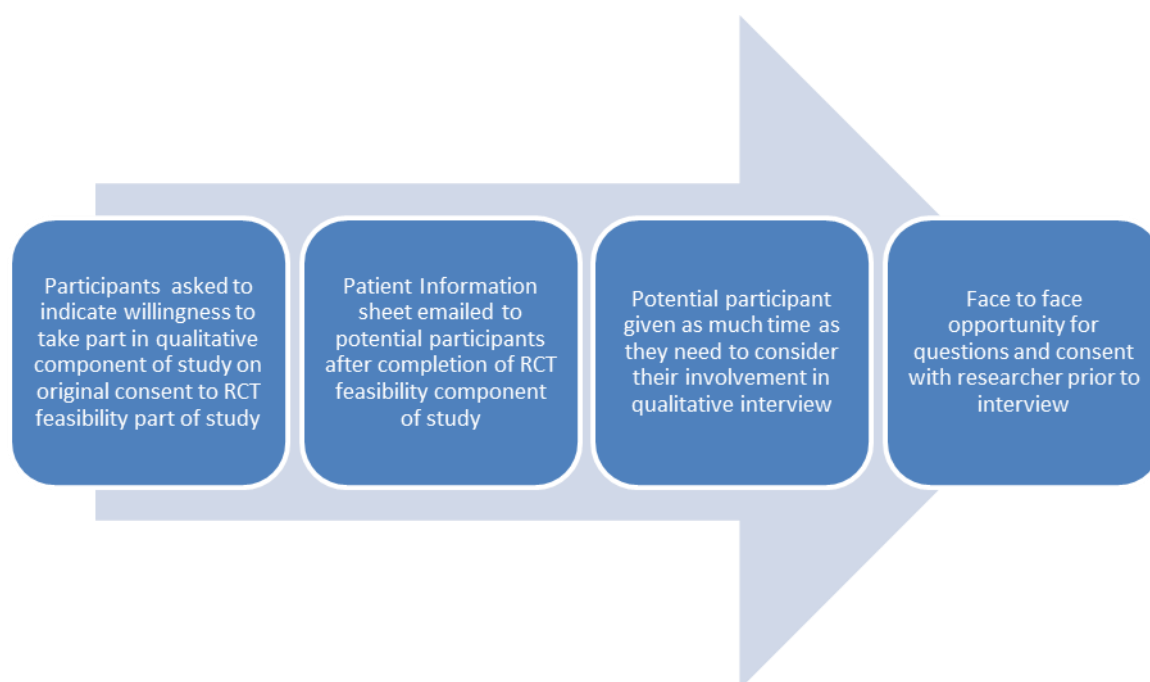 Participants asked to
indicate willingness to
take part in qualitative
component of study on
original consent to RCT
feasibility part of study
Patient Information
sheet emailed to
potential participants
after completion of RCT
feasibility component
of study
Potential participant
given as much time as
they need to consider
their involvement in
qualitative interview
Face to face
opportunity for
questions and consent
with researcher prior to
interview